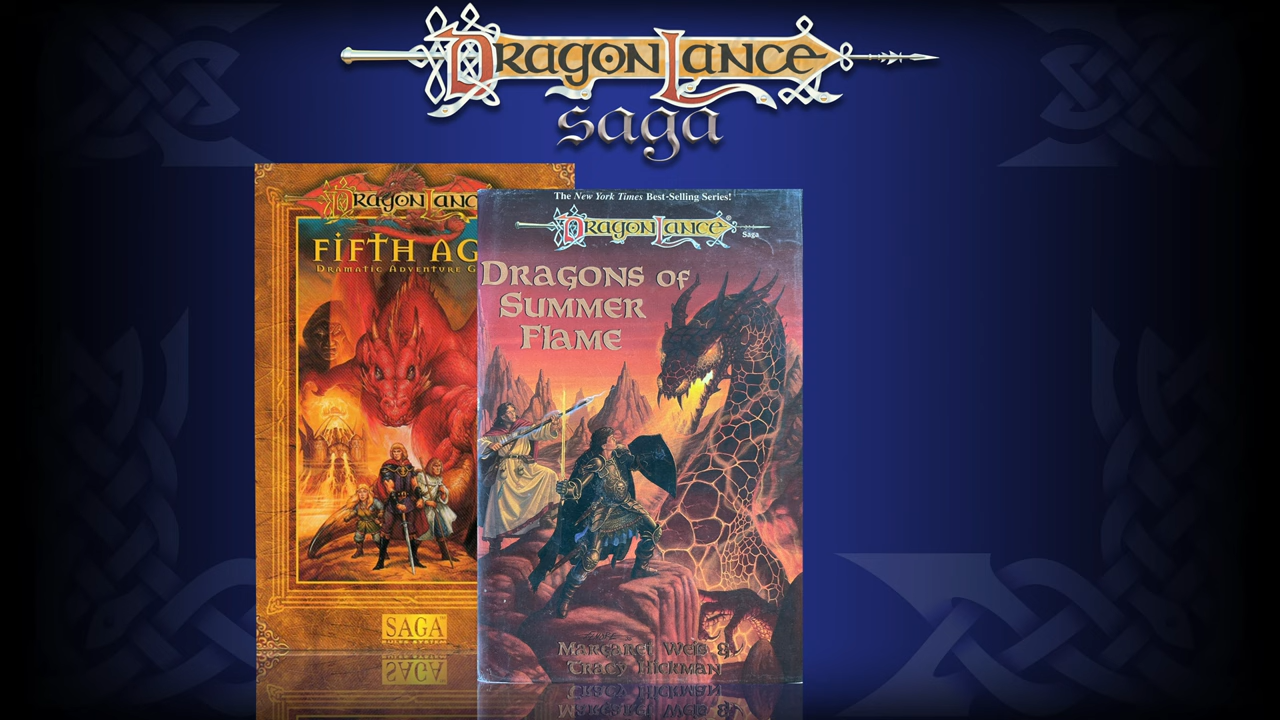 DragonLance
saga
DragonLanc
FIFTH AG
Dramatic Adventure G
SAGA
The New York Times Best-Selling Series!
DragonLance®
Saga
Dragons of
Summer
Flame
Margaret Weis &
Tracy Hickman